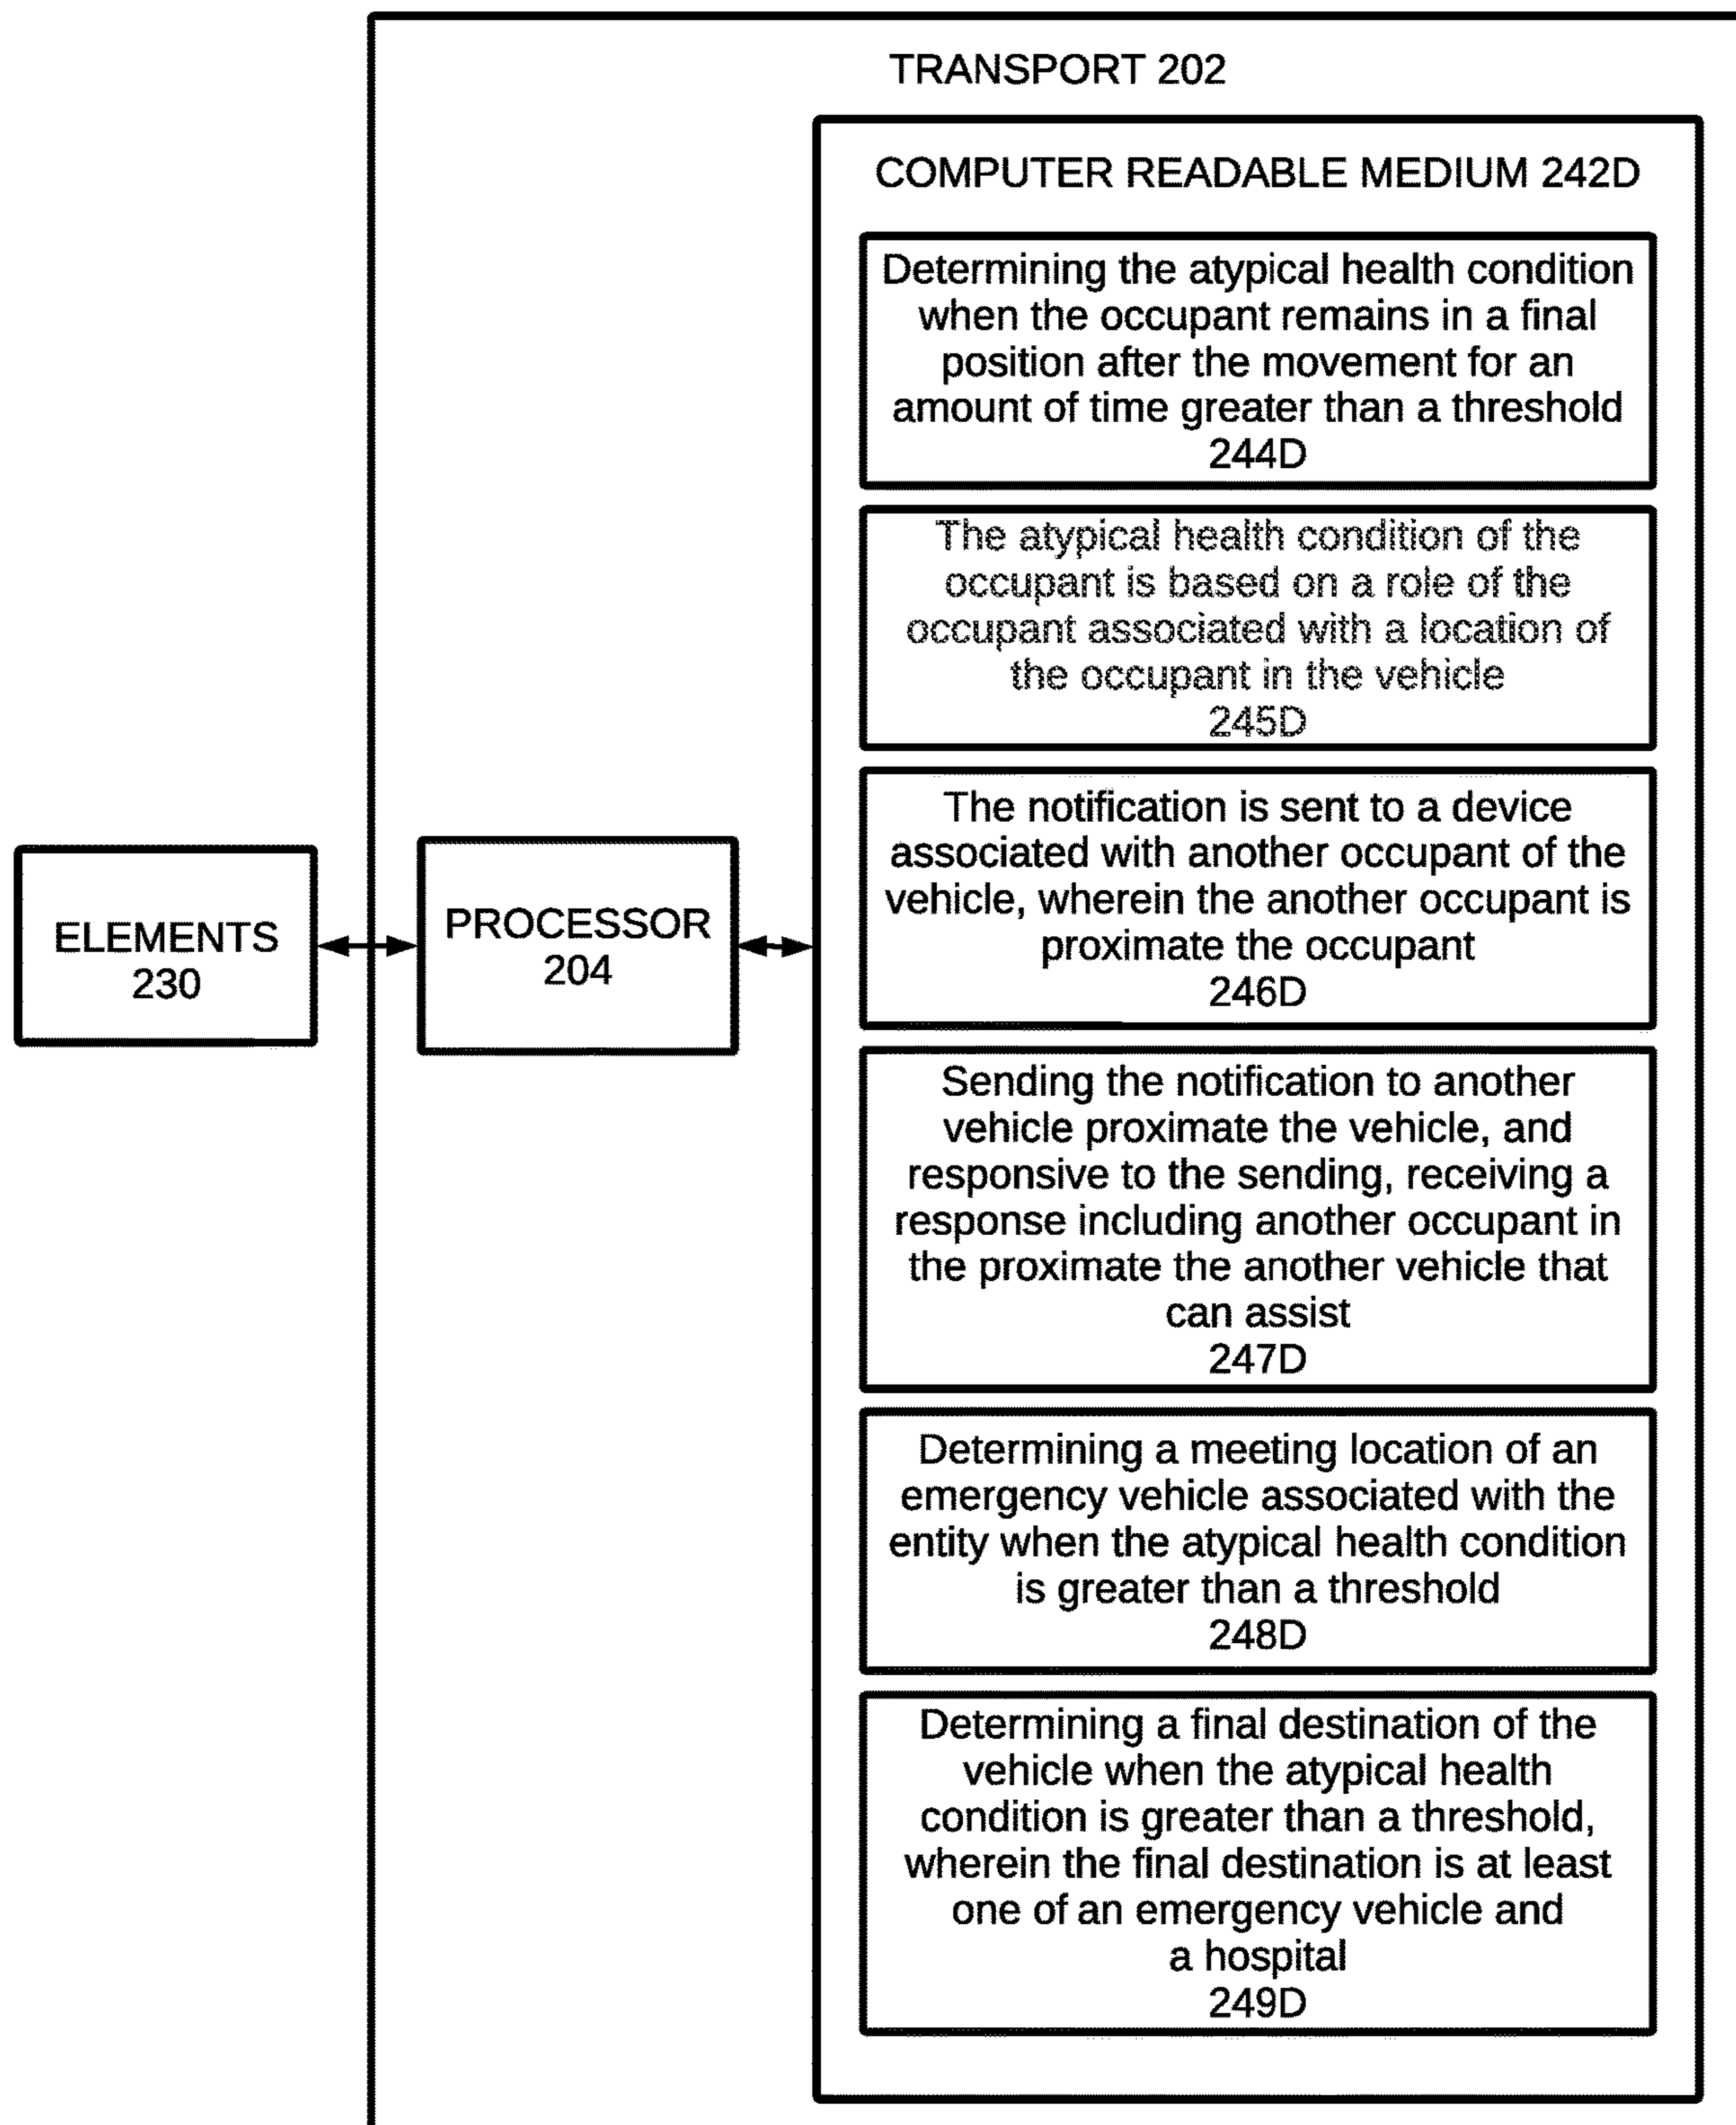 TRANSPORT 202
COMPUTER READABLE MEDIUM 242D
Determining the atypical health condition
when the occupant remains in a final
position after the movement for an
amount of time greater than a threshold
244D
The atypical health condition of the
occupant is based on a role of the
occupant associated with a location of
the occupant in the vehicle
245D
The notification is sent to a device
associated with another occupant of the
vehicle, wherein the another occupant is
proximate the occupant
246D
ELEMENTS
230
PROCESSOR
204
Sending the notification to another
vehicle proximate the vehicle, and
responsive to the sending, receiving a
response including another occupant in
the proximate the another vehicle that
can assist
247D
Determining a meeting location of an
emergency vehicle associated with the
entity when the atypical health condition
is greater than a threshold
248D
Determining a final destination of the
vehicle when the atypical health
condition is greater than a threshold,
wherein the final destination is at least
one of an emergency vehicle and
a hospital
249D